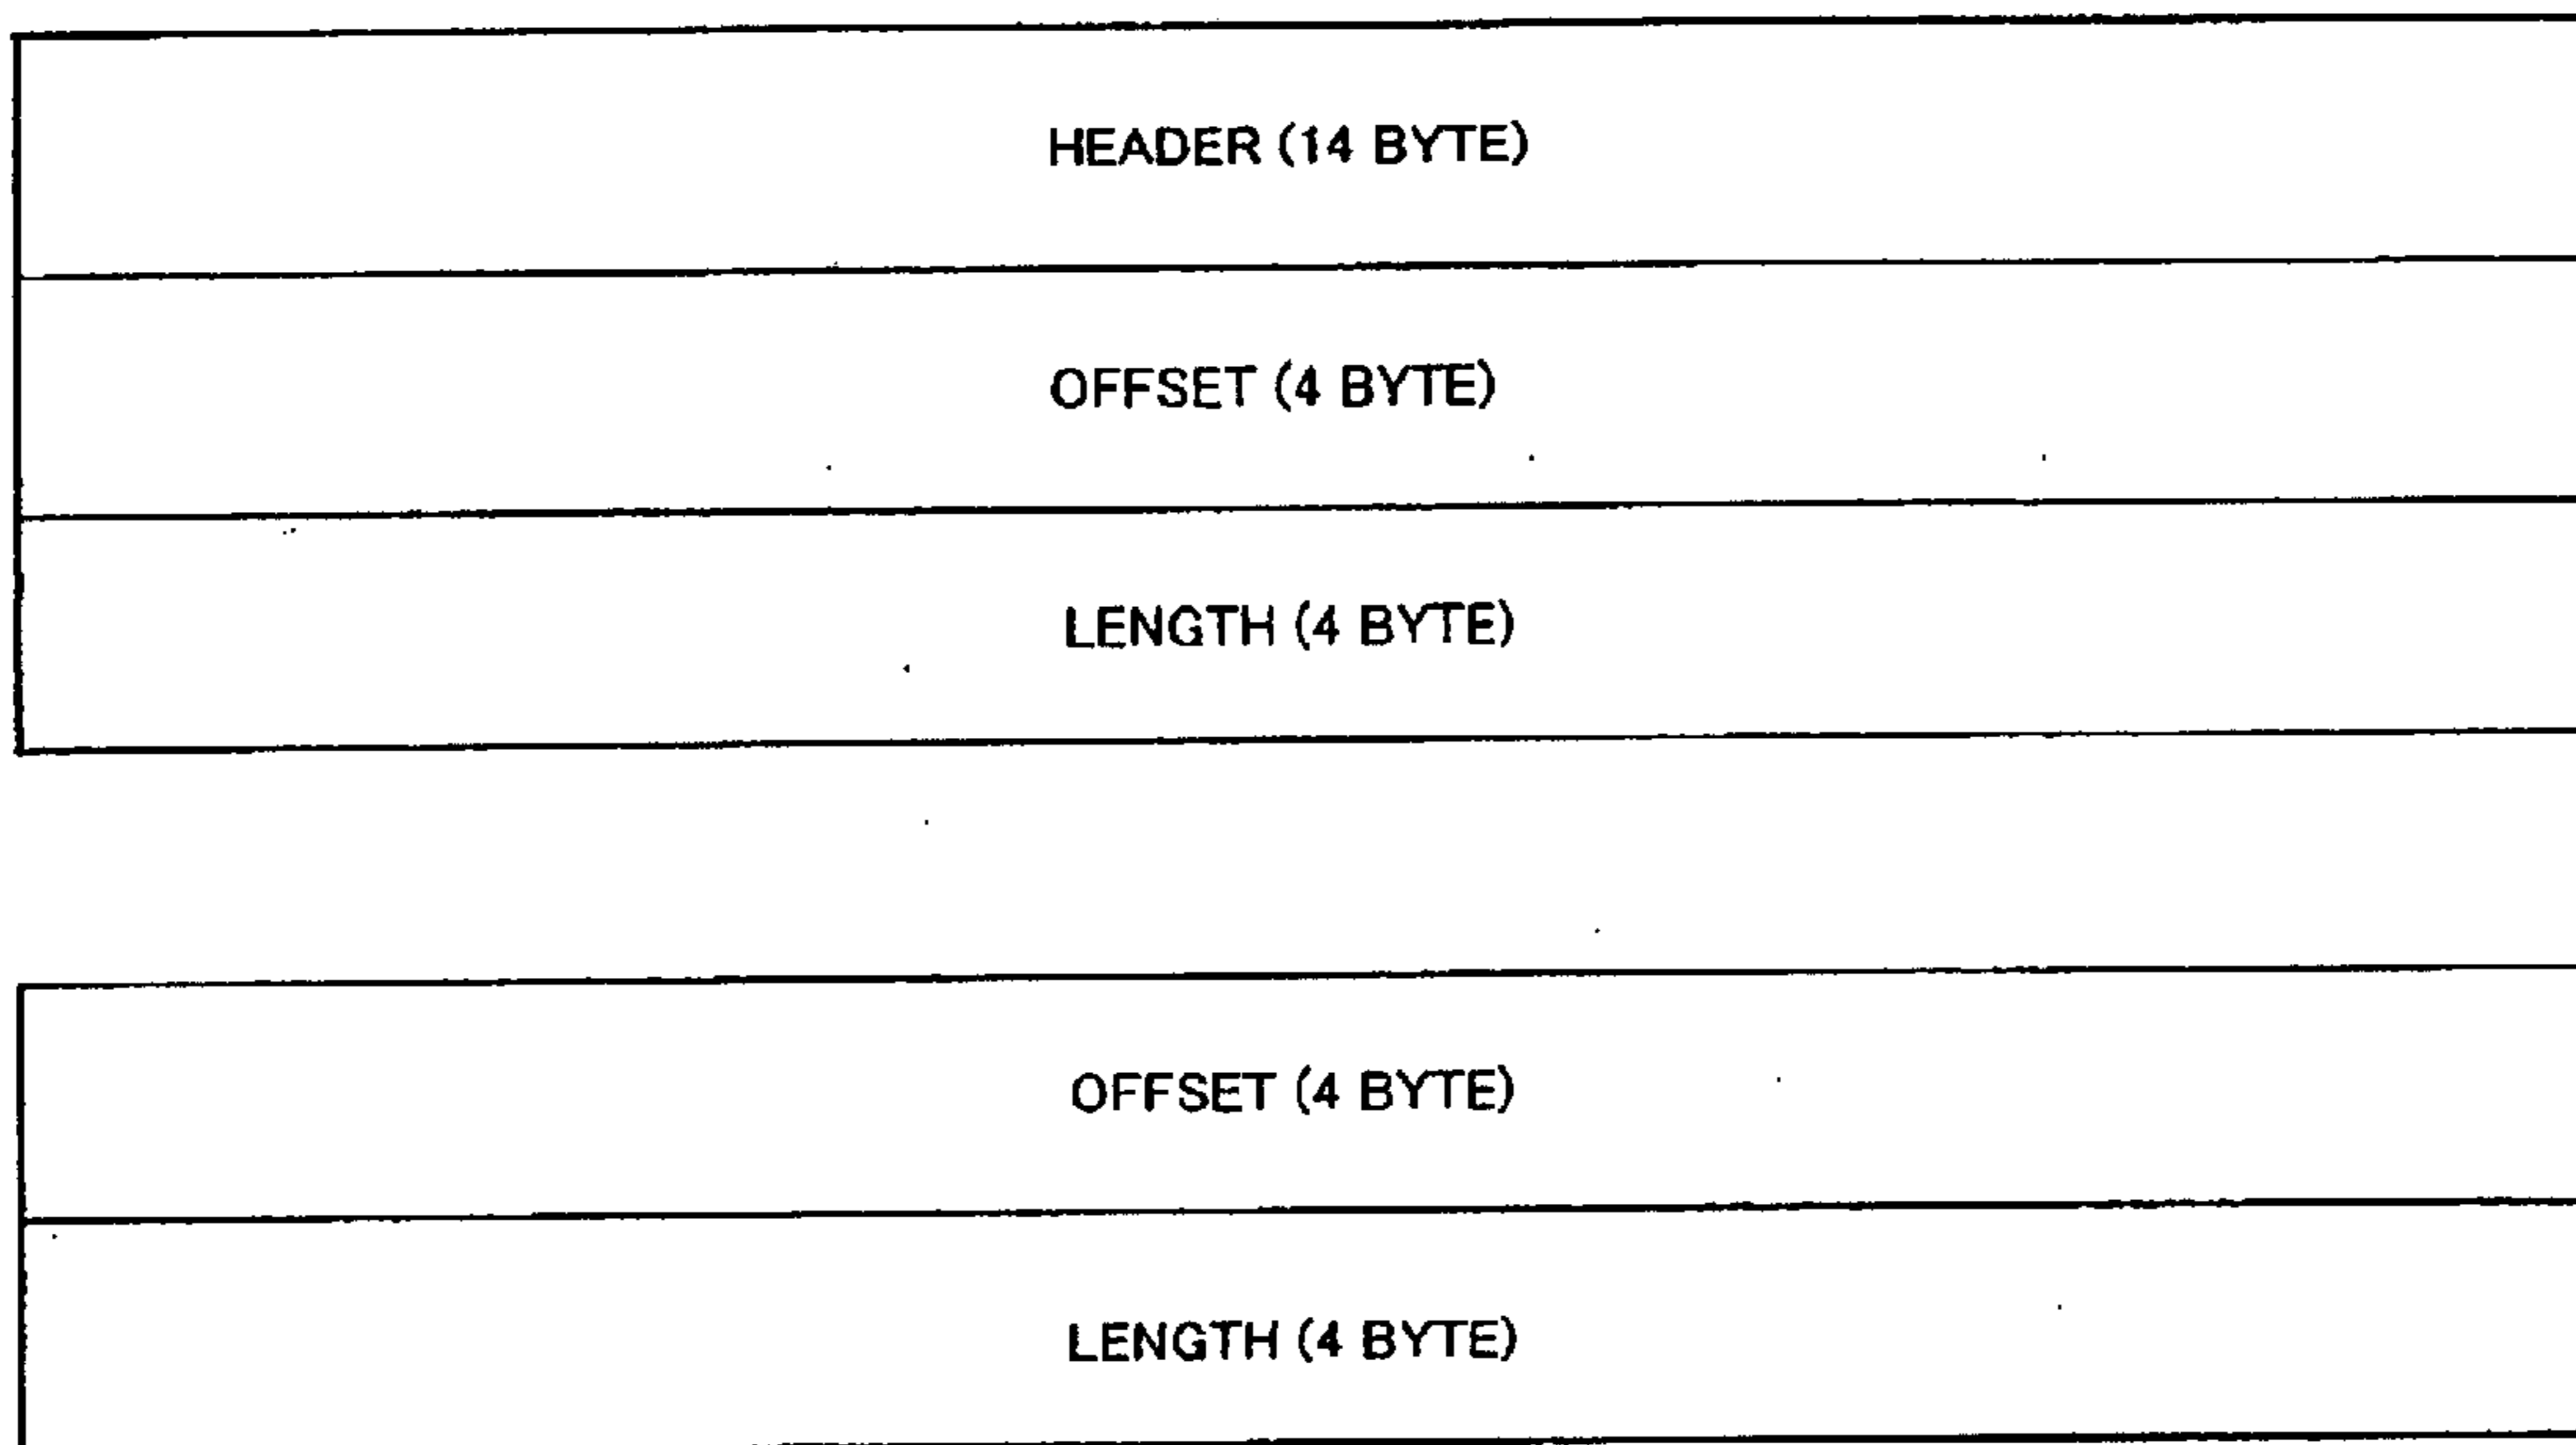 HEADER (14 BYTE)
OFFSET (4 BYTE)
LENGTH (4 BYTE)
OFFSET (4 BYTE)
LENGTH (4 BYTE)